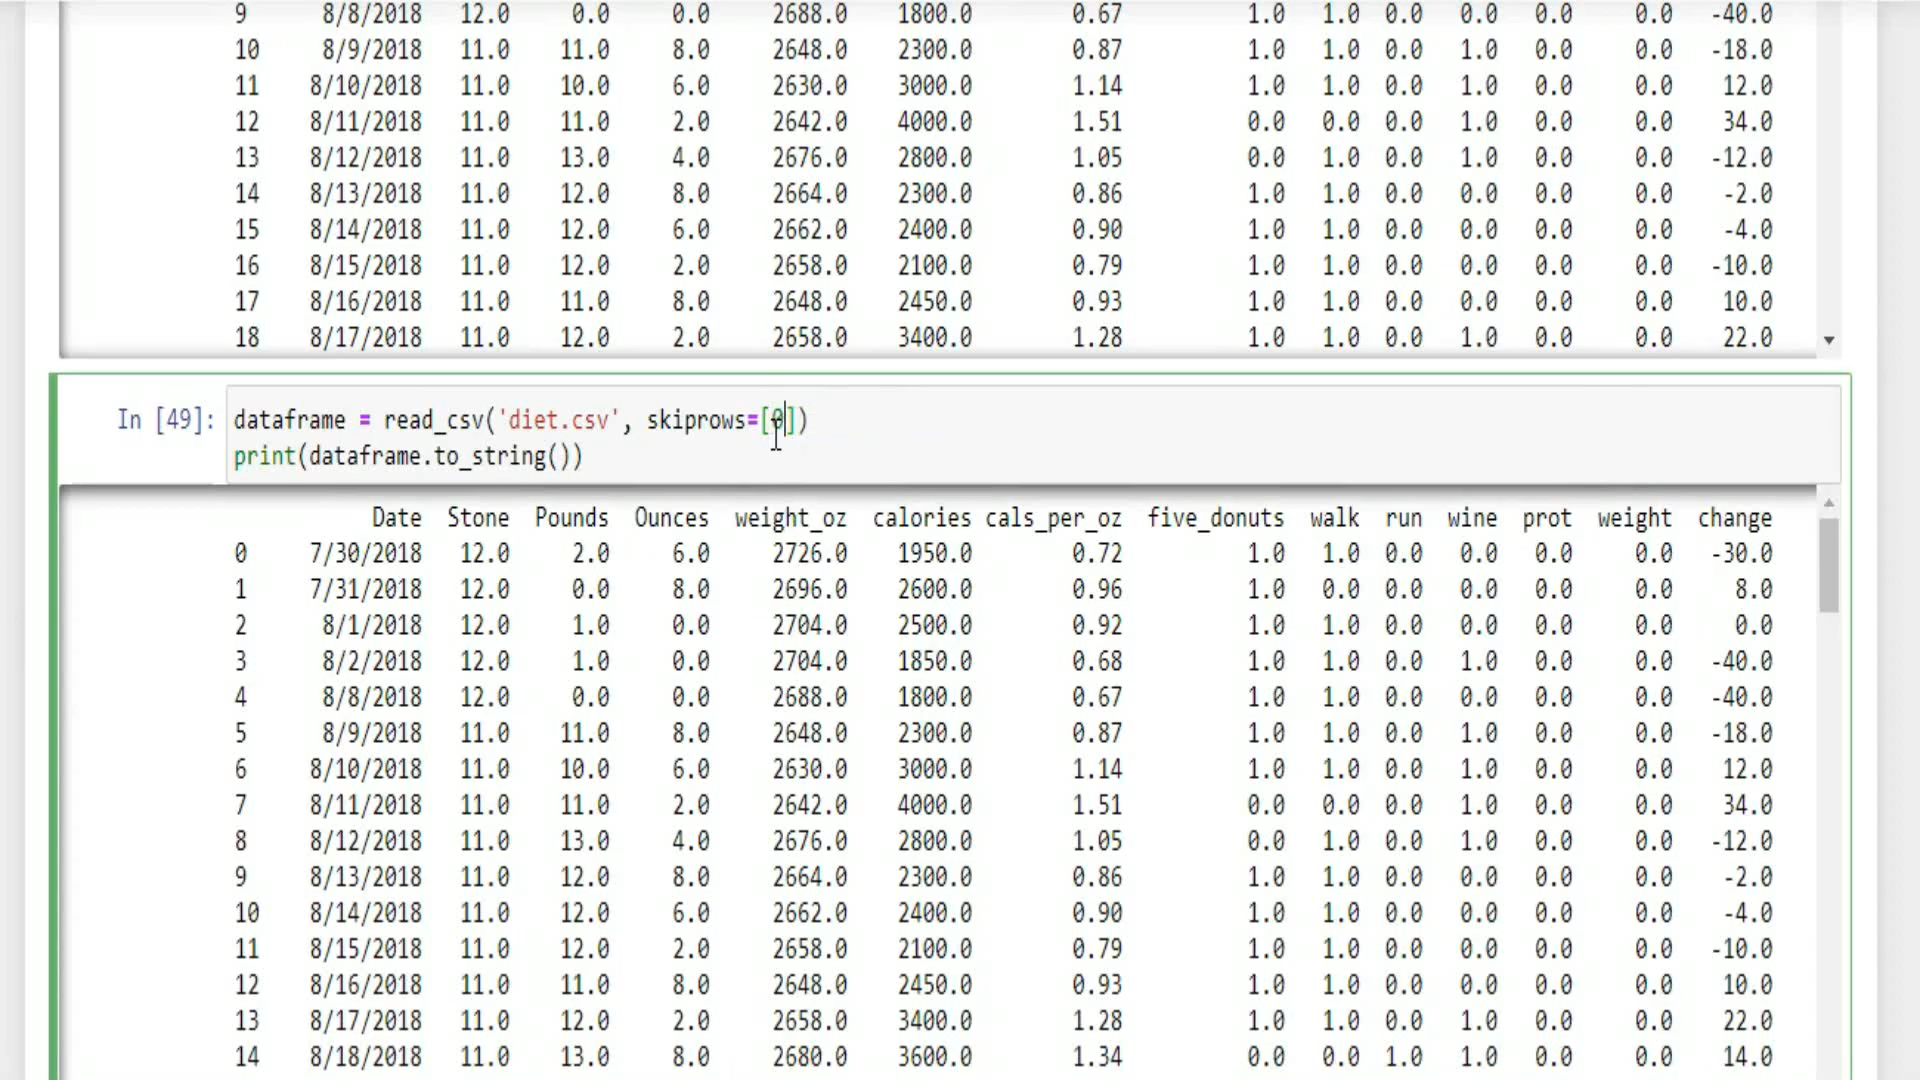 9 8/8/2018 12.0 0.0 0.0 2688.0 1800.0 0.67 1.0 1.0 0.0 0.0 0.0 0.0 -40.0
10 8/9/2018 11.0 11.0 8.0 2648.0 2300.0 0.87 1.0 1.0 0.0 1.0 0.0 0.0 -18.0
11 8/10/2018 11.0 10.0 6.0 2630.0 3000.0 1.14 1.0 1.0 0.0 1.0 0.0 0.0 12.0
12 8/11/2018 11.0 11.0 2.0 2642.0 4000.0 1.51 0.0 0.0 0.0 1.0 0.0 0.0 34.0
13 8/12/2018 11.0 13.0 4.0 2676.0 2800.0 1.05 0.0 1.0 0.0 1.0 0.0 0.0 -12.0
14 8/13/2018 11.0 12.0 8.0 2664.0 2300.0 0.86 1.0 1.0 0.0 0.0 0.0 0.0 -2.0
15 8/14/2018 11.0 12.0 6.0 2662.0 2400.0 0.90 1.0 1.0 0.0 0.0 0.0 0.0 -4.0
16 8/15/2018 11.0 12.0 2.0 2658.0 2100.0 0.79 1.0 1.0 0.0 0.0 0.0 0.0 -10.0
17 8/16/2018 11.0 11.0 8.0 2648.0 2450.0 0.93 1.0 1.0 0.0 0.0 0.0 0.0 10.0
18 8/17/2018 11.0 12.0 2.0 2658.0 3400.0 1.28 1.0 1.0 0.0 1.0 0.0 0.0 22.0
In [49]: dataframe = read_csv('diet.csv', skiprows=[0])
print(dataframe.to_string())
Date Stone Pounds Ounces weight_oz calories cals_per_oz five_donuts walk run wine prot weight change
0 7/30/2018 12.0 2.0 6.0 2726.0 1950.0 0.72 1.0 1.0 0.0 0.0 0.0 0.0 -30.0
1 7/31/2018 12.0 0.0 8.0 2696.0 2600.0 0.96 1.0 0.0 0.0 0.0 0.0 0.0 8.0
2 8/1/2018 12.0 1.0 0.0 2704.0 2500.0 0.92 1.0 1.0 0.0 0.0 0.0 0.0 0.0
3 8/2/2018 12.0 1.0 0.0 2704.0 1850.0 0.68 1.0 1.0 0.0 1.0 0.0 0.0 -40.0
4 8/8/2018 12.0 0.0 0.0 2688.0 1800.0 0.67 1.0 1.0 0.0 0.0 0.0 0.0 -40.0
5 8/9/2018 11.0 11.0 8.0 2648.0 2300.0 0.87 1.0 1.0 0.0 1.0 0.0 0.0 -18.0
6 8/10/2018 11.0 10.0 6.0 2630.0 3000.0 1.14 1.0 1.0 0.0 1.0 0.0 0.0 12.0
7 8/11/2018 11.0 11.0 2.0 2642.0 4000.0 1.51 0.0 0.0 0.0 1.0 0.0 0.0 34.0
8 8/12/2018 11.0 13.0 4.0 2676.0 2800.0 1.05 0.0 1.0 0.0 1.0 0.0 0.0 -12.0
9 8/13/2018 11.0 12.0 8.0 2664.0 2300.0 0.86 1.0 1.0 0.0 0.0 0.0 0.0 -2.0
10 8/14/2018 11.0 12.0 6.0 2662.0 2400.0 0.90 1.0 1.0 0.0 0.0 0.0 0.0 -4.0
11 8/15/2018 11.0 12.0 2.0 2658.0 2100.0 0.79 1.0 1.0 0.0 0.0 0.0 0.0 -10.0
12 8/16/2018 11.0 11.0 8.0 2648.0 2450.0 0.93 1.0 1.0 0.0 0.0 0.0 0.0 10.0
13 8/17/2018 11.0 12.0 2.0 2658.0 3400.0 1.28 1.0 1.0 0.0 1.0 0.0 0.0 22.0
14 8/18/2018 11.0 13.0 8.0 2680.0 3600.0 1.34 0.0 0.0 1.0 1.0 0.0 0.0 14.0